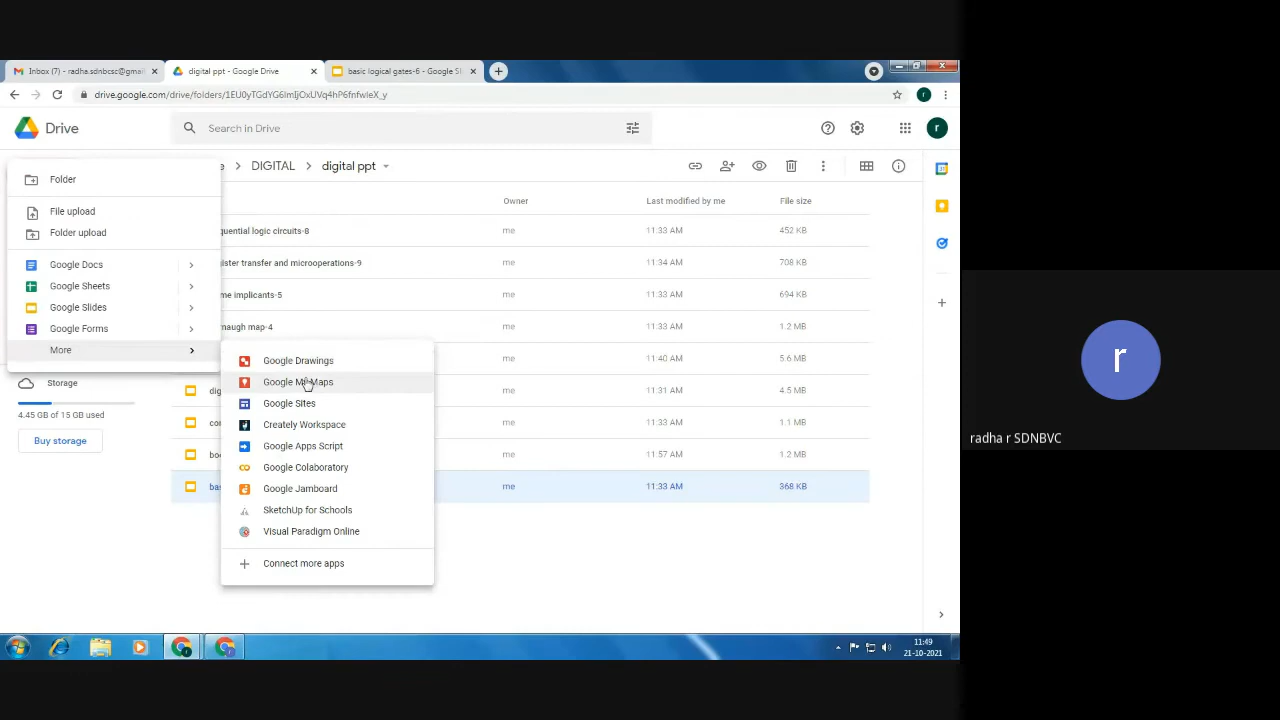 Inbox (7) - radha.sdnbcsc@gmai
digital ppt - Google Drive
basic logical gates-6 - Google Sl
drive.google.com/drive/folders/1EU0yTGdYG6lmIjOxUVq4hP6fnfwIeX_y
r
Drive
Search in Drive
r
e
DIGITAL
digital ppt
Folder
File upload
Folder upload
Google Docs
Google Sheets
Google Slides
Google Forms
More
Owner
Last modified by me
File size
quential logic circuits-8
me
11:33 AM
452 KB
ister transfer and microoperations-9
me
11:34 AM
708 KB
me implicants-5
me
11:33 AM
694 KB
naugh map-4
me
11:33 AM
1.2 MB
me
11:40 AM
5.6 MB
dig
me
11:31 AM
4.5 MB
con
me
11:33 AM
1.1 MB
boo
me
11:57 AM
1.2 MB
bas
me
11:33 AM
368 KB
Google Drawings
Google My Maps
Google Sites
Creately Workspace
Google Apps Script
Google Colaboratory
Google Jamboard
SketchUp for Schools
Visual Paradigm Online
Connect more apps
Storage
4.45 GB of 15 GB used
Buy storage
11:49
21-10-2021
r
radha r SDNBVC